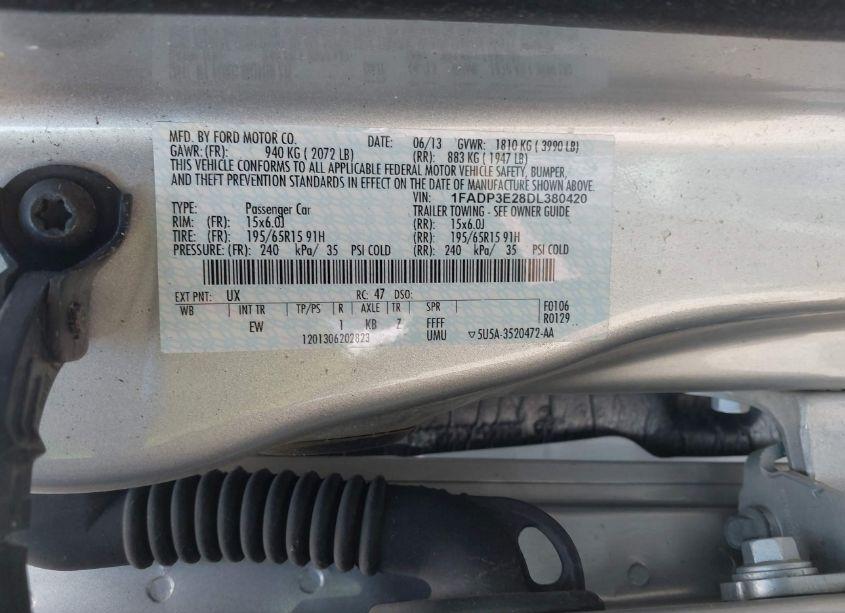 MFD. BY FORD MOTOR CO. DATE: 06/13 GVWR: 1810 KG ( 3990 LB)
GAWR:(FR): 940 KG ( 2072 LB) (RR): 883 KG ( 1947 LB)
THIS VEHICLE CONFORMS TO ALL APPLICABLE FEDERAL MOTOR VEHICLE SAFETY, BUMPER,
AND THEFT PREVENTION STANDARDS IN EFFECT ON THE DATE OF MANUFACTURE SHOWN ABOVE.
VIN: 1FADP3E28DL380420
TYPE: Passenger Car TRAILER TOWING - SEE OWNER GUIDE
RIM: (FR): 15x6.0J (RR): 15x6.0J
TIRE: (FR): 195/65R15 91H (RR): 195/65R15 91H
PRESSURE: (FR): 240 kPa/ 35 PSI COLD (RR): 240 kPa/ 35 PSI COLD
EXT PNT: UX RC: 47 DSO:
WB INT TR TP/PS R AXLE TR SPR F0106
EW 1 KB Z FFFF R0129
1201306202823 UMU ▽5U5A-3520472-AA